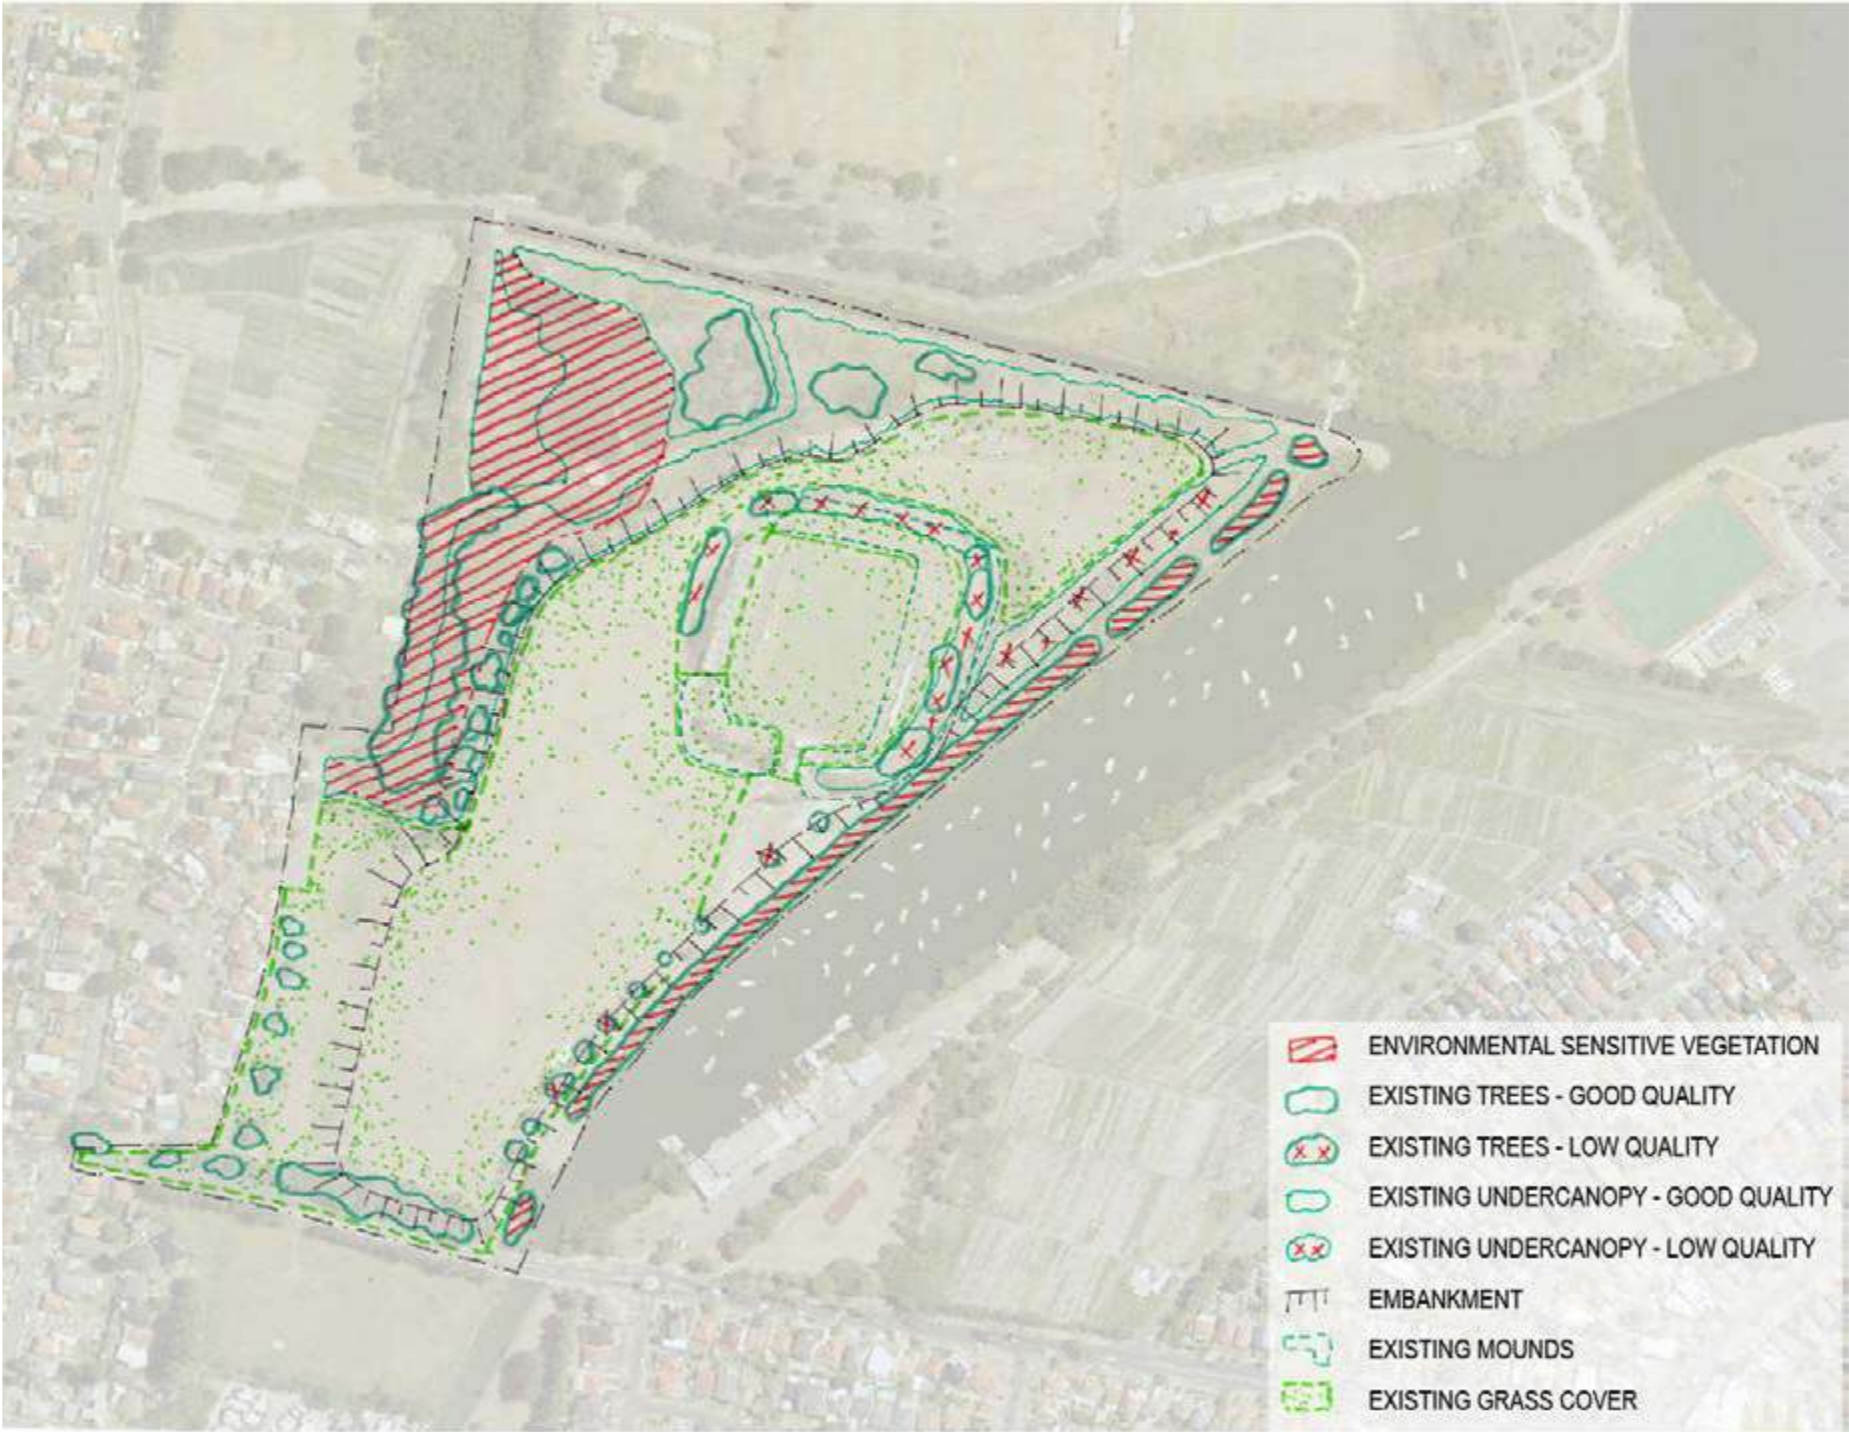 ENVIRONMENTAL SENSITIVE VEGETATION
EXISTING TREES - GOOD QUALITY
EXISTING TREES - LOW QUALITY
EXISTING UNDERCANOPY - GOOD QUALITY
EXISTING UNDERCANOPY - LOW QUALITY
EMBANKMENT
EXISTING MOUNDS
EXISTING GRASS COVER